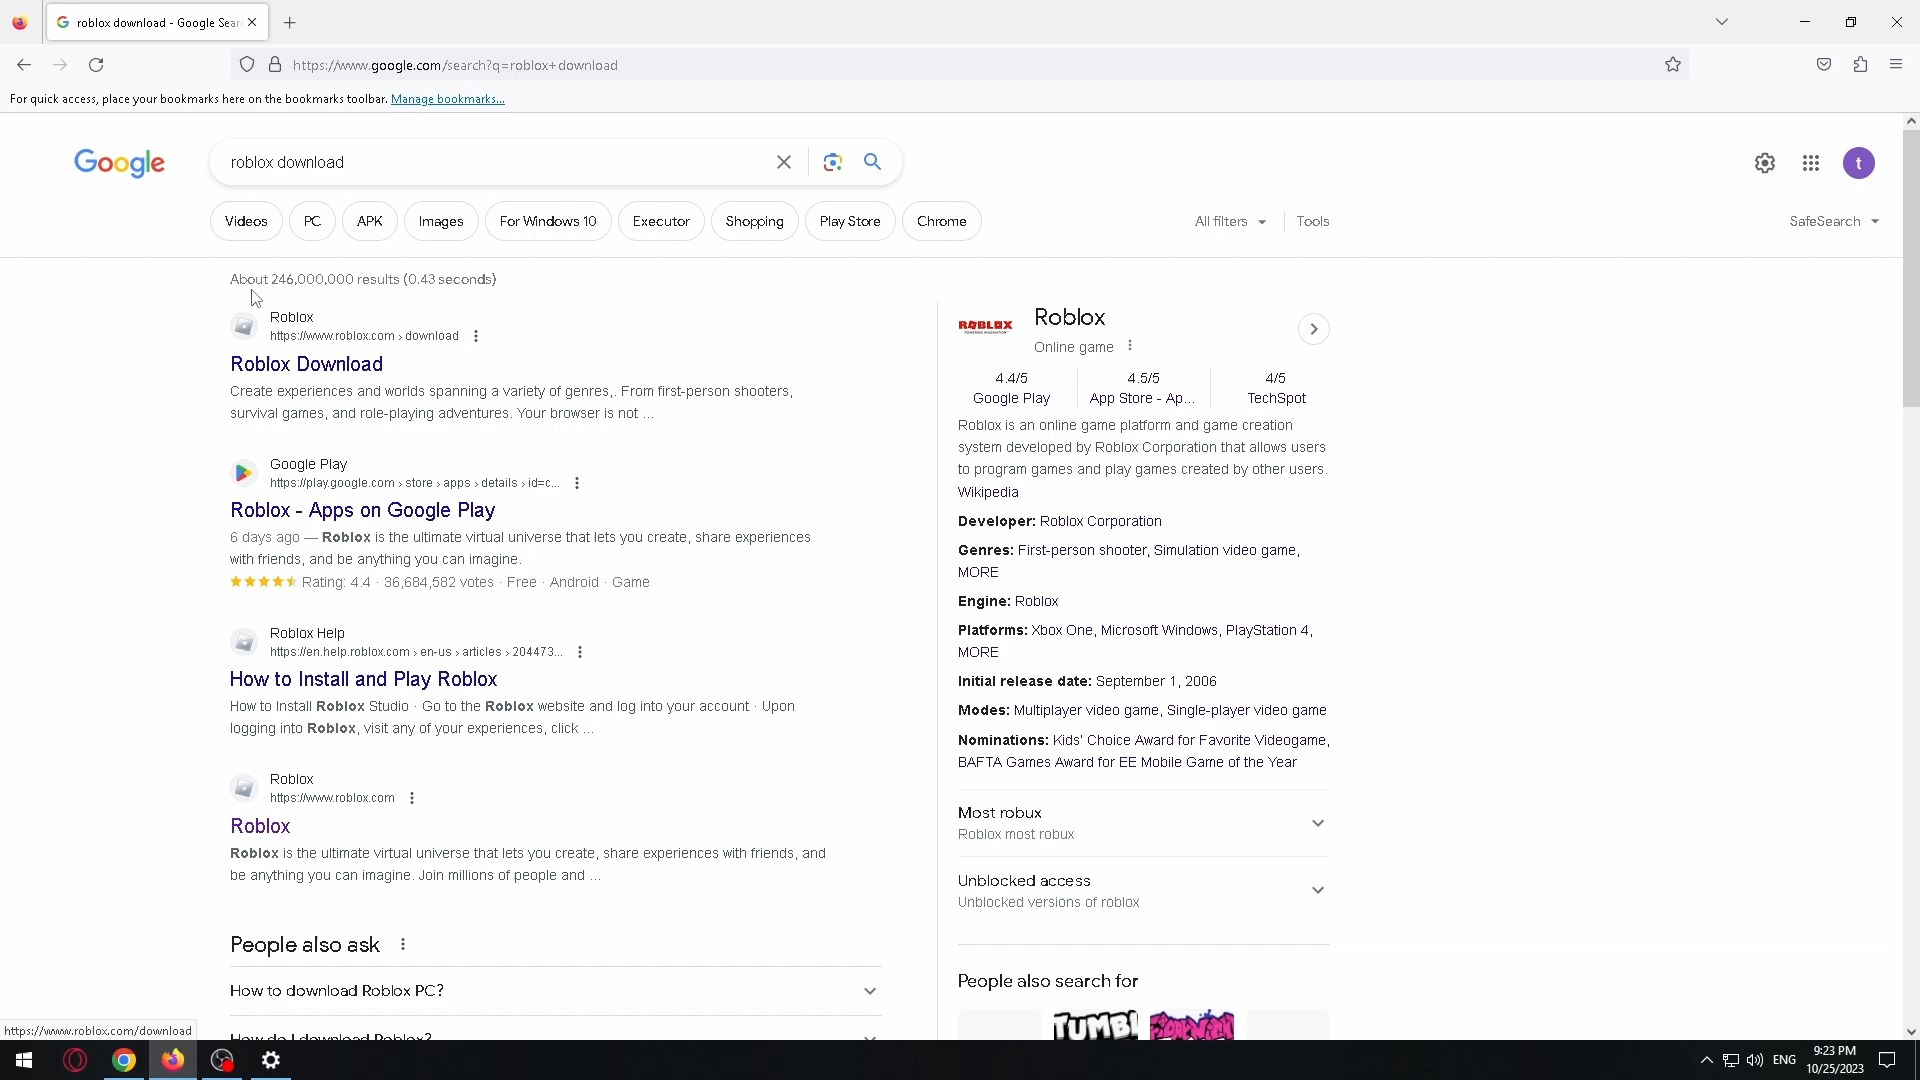 roblox download - Google Sear
https://www.google.com/search?q=roblox+download
For quick access, place your bookmarks here on the bookmarks toolbar. Manage bookmarks...
Google
roblox download
t
Videos
PC
APK
Images
For Windows 10
Executor
Shopping
Play Store
Chrome
All filters
Tools
SafeSearch
About 246,000,000 results (0.43 seconds)
Roblox
https://www.roblox.com › download
Roblox Download
Create experiences and worlds spanning a variety of genres,. From first-person shooters,
survival games, and role-playing adventures. Your browser is not ...
Google Play
https://play.google.com › store › apps › details › id=c...
Roblox - Apps on Google Play
6 days ago — Roblox is the ultimate virtual universe that lets you create, share experiences
with friends, and be anything you can imagine.
Rating: 4.4 · 36,684,582 votes · Free · Android · Game
Roblox Help
https://en.help.roblox.com › en-us › articles › 204473...
How to Install and Play Roblox
How to Install Roblox Studio · Go to the Roblox website and log into your account · Upon
logging into Roblox, visit any of your experiences, click ...
Roblox
https://www.roblox.com
Roblox
Roblox is the ultimate virtual universe that lets you create, share experiences with friends, and
be anything you can imagine. Join millions of people and ...
People also ask
How to download Roblox PC?
How do I download Roblox?
ROBLOX
Roblox
Online game
4.4/5
Google Play
4.5/5
App Store - Ap...
4/5
TechSpot
Roblox is an online game platform and game creation
system developed by Roblox Corporation that allows users
to program games and play games created by other users.
Wikipedia
Developer: Roblox Corporation
Genres: First-person shooter, Simulation video game,
MORE
Engine: Roblox
Platforms: Xbox One, Microsoft Windows, PlayStation 4,
MORE
Initial release date: September 1, 2006
Modes: Multiplayer video game, Single-player video game
Nominations: Kids' Choice Award for Favorite Videogame,
BAFTA Games Award for EE Mobile Game of the Year
Most robux
Roblox most robux
Unblocked access
Unblocked versions of roblox
People also search for
https://www.roblox.com/download
ENG
9:23 PM
10/25/2023